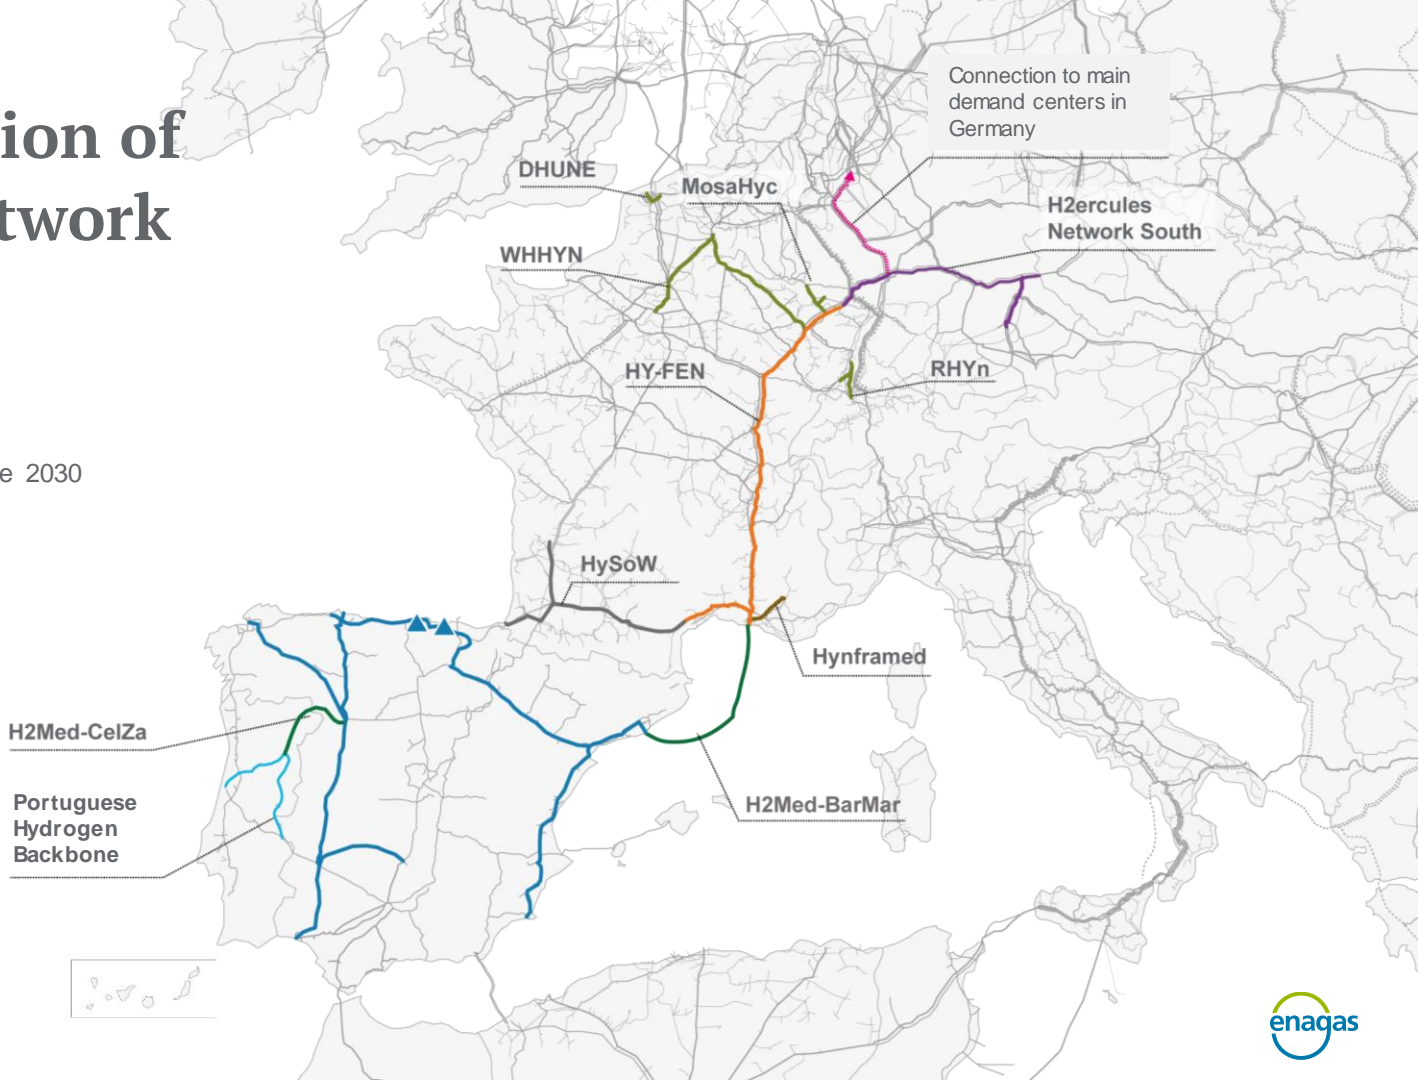 ion of
twork
e 2030
Connection to main
demand centers in
Germany
DHUNE
MosaHyc
H2ercules
Network South
WHHYN
HY-FEN
RHYn
HySoW
Hynframed
H2Med-CelZa
H2Med-BarMar
Portuguese
Hydrogen
Backbone
enagas